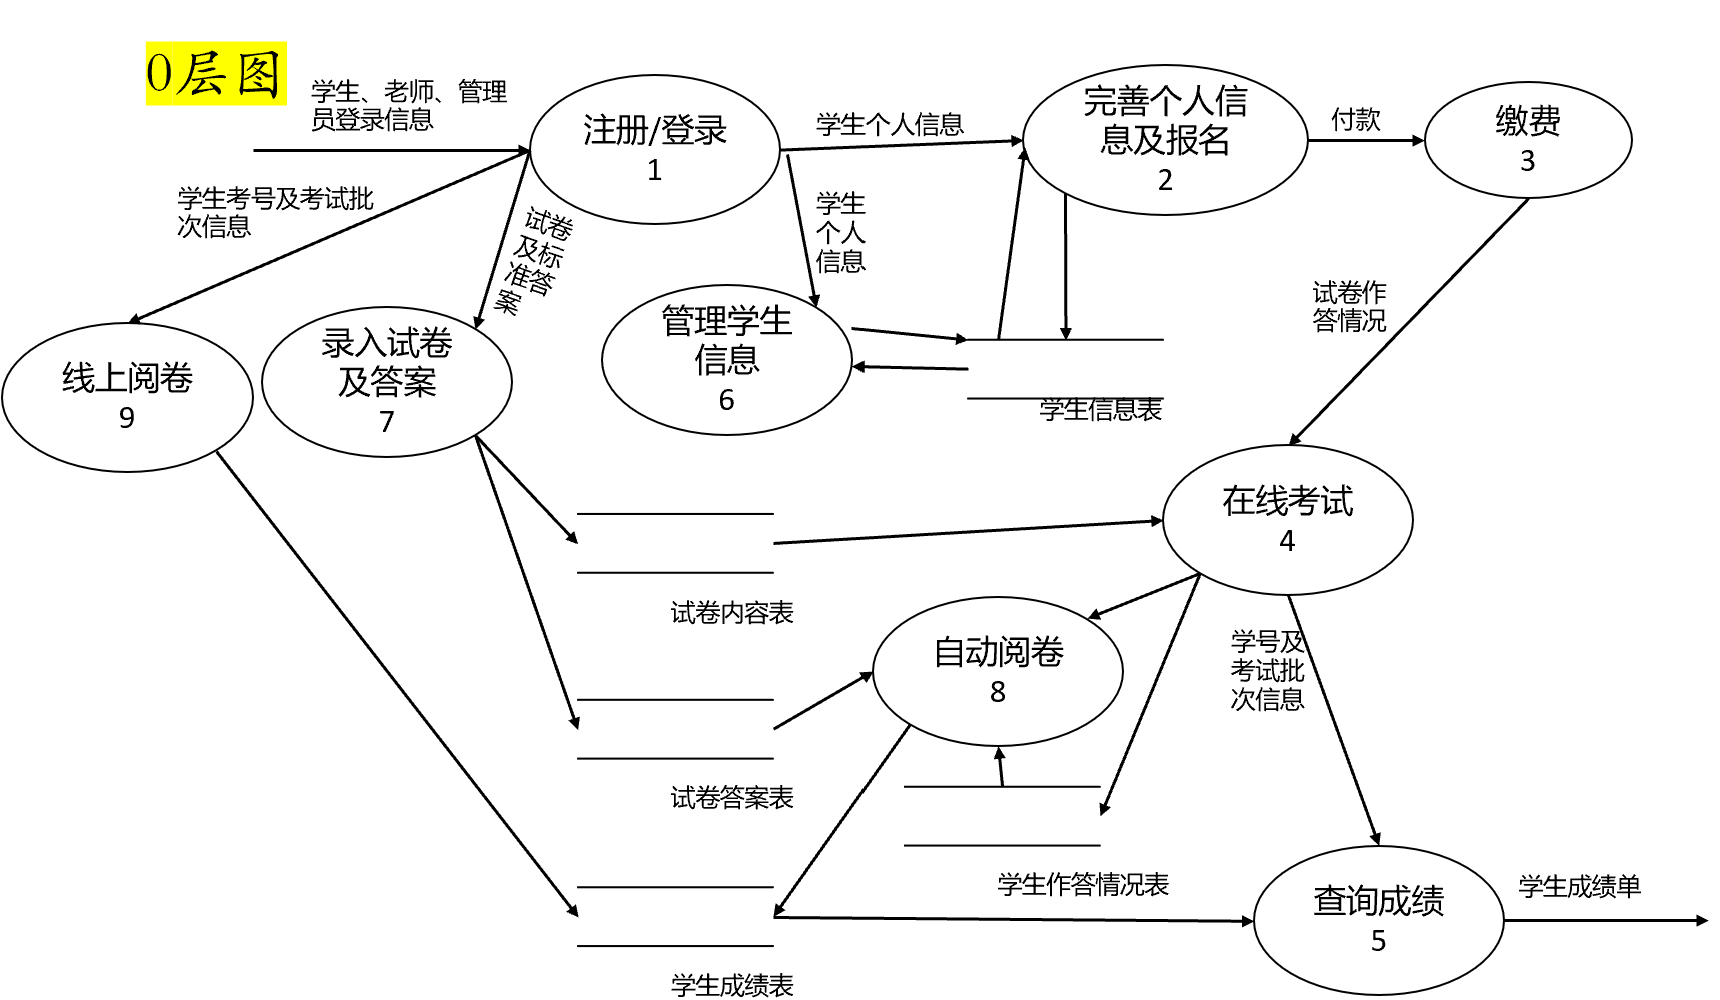 0层图
学生、老师、管理
员登录信息
注册/登录
1
学生个人信息
完善个人信
息及报名
2
付款
缴费
3
学生考号及考试批
次信息
试卷
及标
准答
案
学生
个人
信息
试卷作
答情况
线上阅卷
9
录入试卷
及答案
7
管理学生
信息
6
学生信息表
在线考试
4
试卷内容表
自动阅卷
8
学号及
考试批
次信息
试卷答案表
学生作答情况表
查询成绩
5
学生成绩单
学生成绩表